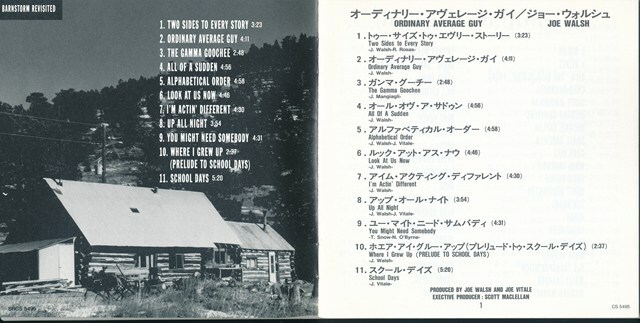 BARNSTORM REVISITED
1. TWO SIDES TO EVERY STORY 3:23
2. ORDINARY AVERAGE GUY 4:11
3. THE GAMMA GOOCHEE 2:48
4. ALL OF A SUDDEN 4:56
5. ALPHABETICAL ORDER 4:58
6. LOOK AT US NOW 4:46
7. I'M ACTIN' DIFFERENT 4:30
8. UP ALL NIGHT 3:54
9. YOU MIGHT NEED SOMEBODY 4:31
10. WHERE I GREW UP 2:37
(PRELUDE TO SCHOOL DAYS)
11. SCHOOL DAYS 5:20
オーディナリー・アヴェレージ・ガイ/ジョー・ウォルシュ
ORDINARY AVERAGE GUY JOE WALSH
1. トゥー・サイズ・トゥ・エヴリー・ストーリー (3:23)
Two Sides to Every Story
-J. Walsh-R. Roses-
2. オーディナリー・アヴェレージ・ガイ (4:11)
Ordinary Average Guy
-J. Walsh-
3. ガンマ・グーチー (2:48)
The Gamma Goochee
-J. Mangiagli-
4. オール・オヴ・ア・サドゥン (4:56)
All Of A Sudden
-J. Walsh-
5. アルファベティカル・オーダー (4:58)
Alphabetical Order
-J. Walsh-J. Vitale-
6. ルック・アット・アス・ナウ (4:46)
Look At Us Now
-J. Walsh-
7. アイム・アクティング・ディファレント (4:30)
I'm Actin' Different
-J. Walsh-
8. アップ・オール・ナイト (3:54)
Up All Night
-J. Walsh-J. Vitale-
9. ユー・マイト・ニード・サムバディ (4:31)
You Might Need Somebody
-T. Snow-N. O'Byrne-
10. ホエア・アイ・グルー・アップ(プレリュード・トゥ・スクール・デイズ) (2:37)
Where I Grew Up (PRELUDE TO SCHOOL DAYS)
-J. Walsh-
11. スクール・デイズ (5:20)
School Days
-J. Walsh-J. Vitale-
PRODUCED BY JOE WALSH AND JOE VITALE
EXECUTIVE PRODUCER : SCOTT MACLELLAN
1
CS 5495